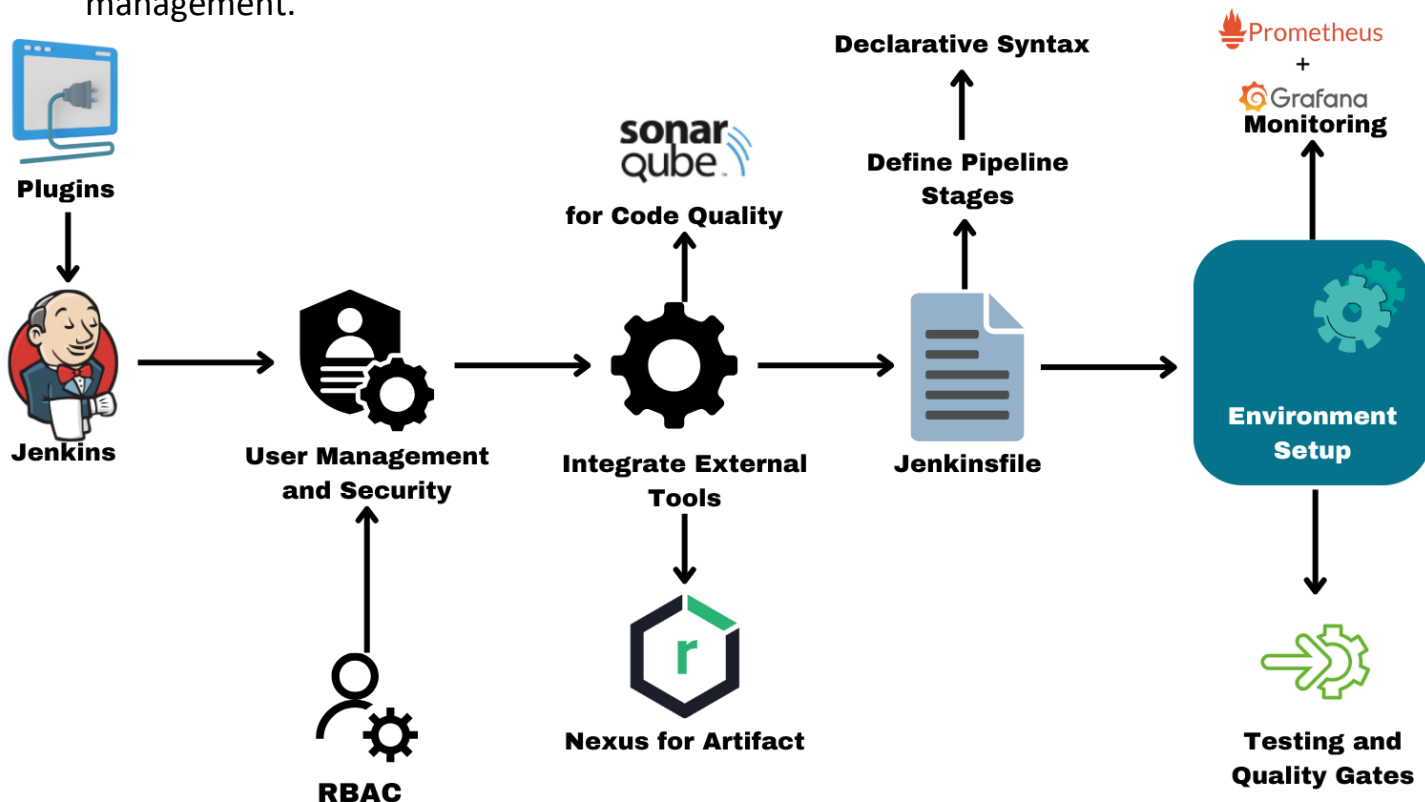 management.
Plugins
Jenkins
User Management
and Security
RBAC
sonar
qube
for Code Quality
Integrate External
Tools
r
Nexus for Artifact
Declarative Syntax
Define Pipeline
Stages
Jenkinsfile
Prometheus
+
Grafana
Monitoring
Environment
Setup
Testing and
Quality Gates